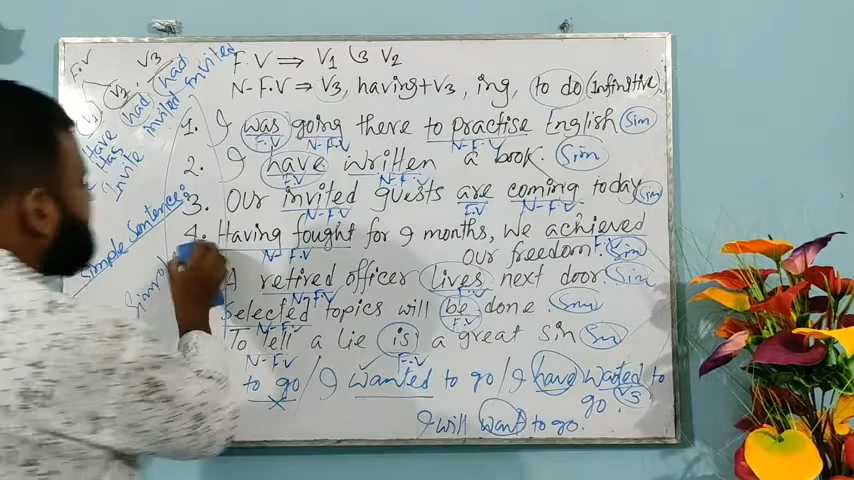 F.V ⇒ V1 & V2
N-F.V ⇒ V3, having+V3, ing, to do (Infinitive).
1. I was going there to practise English Sim
F.V N-F.V N-F.V
2. I have written a book. Sim
F.V N-F.V
3. Our invited guests are coming today Sim
N-F.V F.V N-F.V
4. Having fought for 9 months, We achieved
N-F.V F.V
our freedom. Sim
A retired officer lives next door. Sim
N-F.V F.V
Selected topics will be done. Sim
N-F.V F.V
To tell a lie is a great sin Sim
N-F.V F.V
to go / I wanted to go / I have wanted to
go. V3
I will want to go.
F.V
V3, V3
had had
Have Has
invited invited
Invite
Simple Sentence: